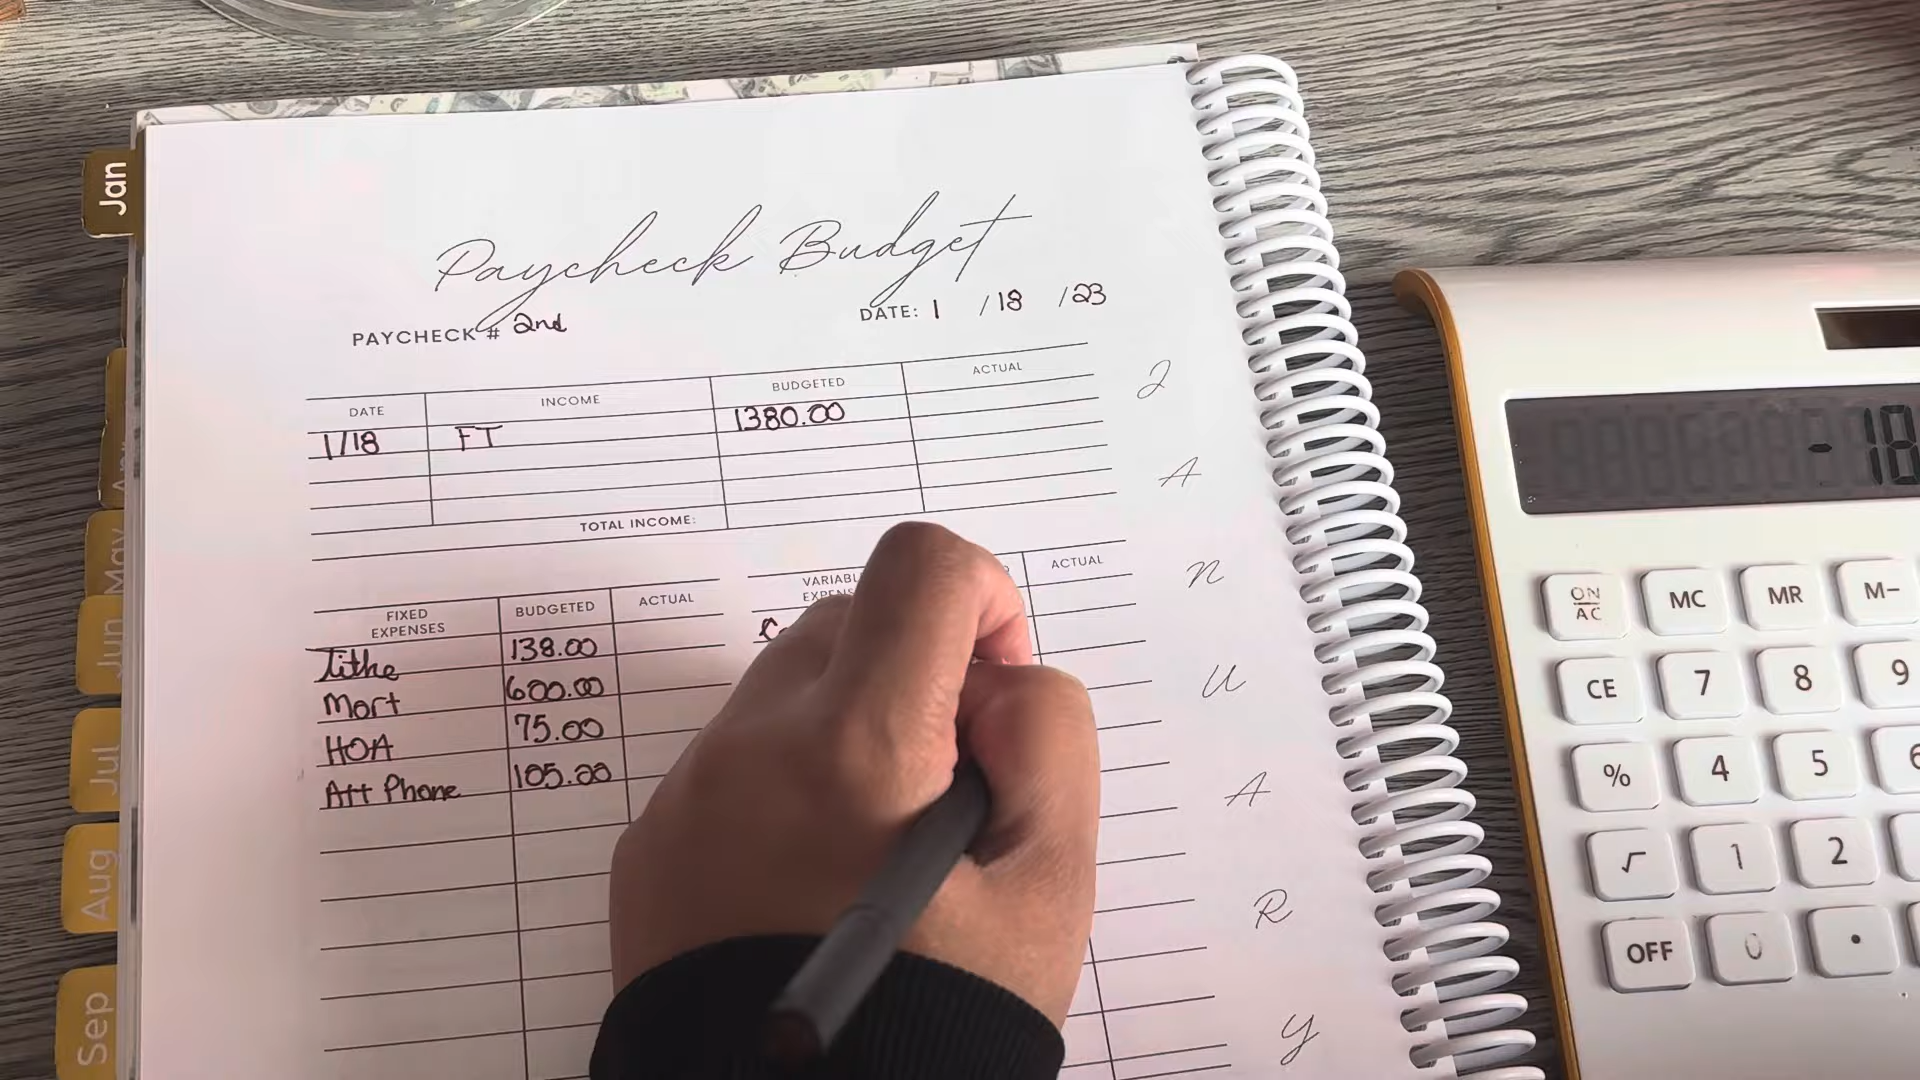 Jan
Paycheck Budget
PAYCHECK # 2nd
DATE: 1 / 18 / 23
DATE INCOME BUDGETED ACTUAL
1/18 FT 1380.00
TOTAL INCOME:
FIXED EXPENSES BUDGETED ACTUAL
Tithe 138.00
Mort 600.00
HOA 75.00
Att Phone 105.00
ACTUAL
J
A
N
U
A
R
Y
May
Jun
Jul
Aug
Sep
-18
ON/AC MC MR M-
CE 7 8 9
% 4 5 6
√ 1 2
OFF 0 .